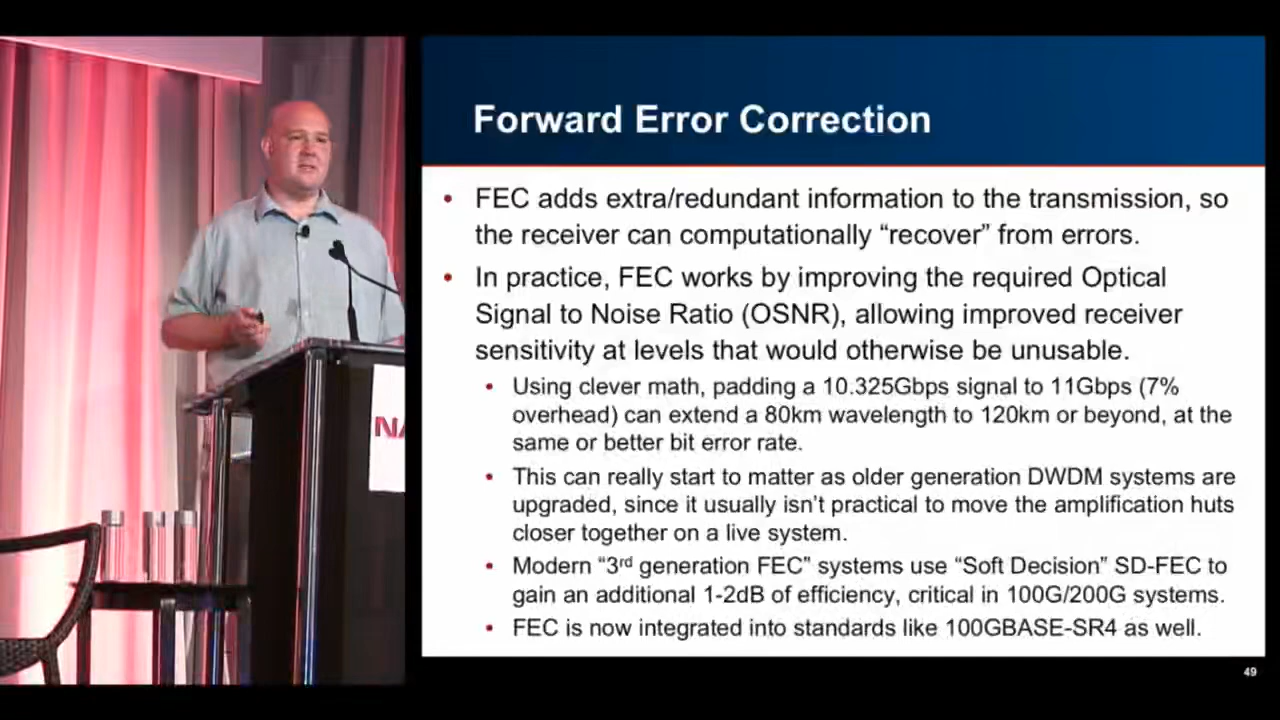 Forward Error Correction
• FEC adds extra/redundant information to the transmission, so
the receiver can computationally “recover” from errors.
• In practice, FEC works by improving the required Optical
Signal to Noise Ratio (OSNR), allowing improved receiver
sensitivity at levels that would otherwise be unusable.
• Using clever math, padding a 10.325Gbps signal to 11Gbps (7%
overhead) can extend a 80km wavelength to 120km or beyond, at the
same or better bit error rate.
• This can really start to matter as older generation DWDM systems are
upgraded, since it usually isn’t practical to move the amplification huts
closer together on a live system.
• Modern “3rd generation FEC” systems use “Soft Decision” SD-FEC to
gain an additional 1-2dB of efficiency, critical in 100G/200G systems.
• FEC is now integrated into standards like 100GBASE-SR4 as well.
49